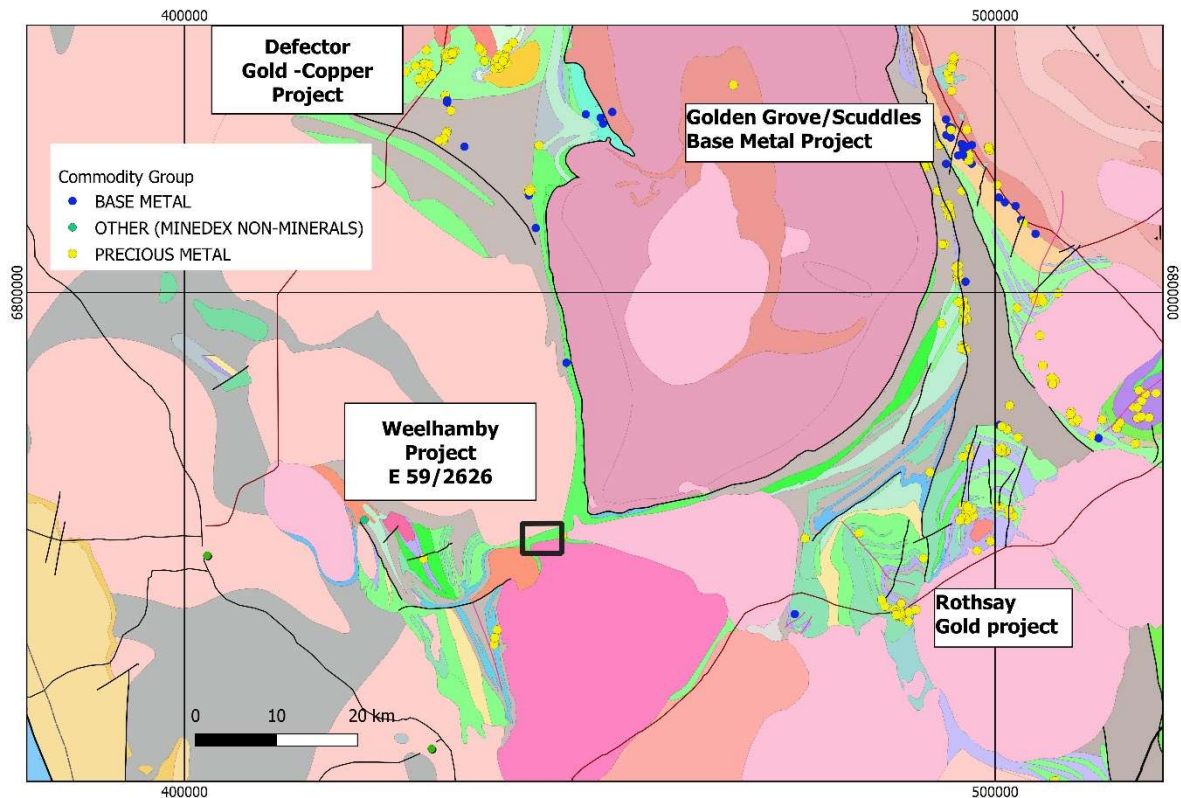 400000
500000
Defector
Gold -Copper
Project
Golden Grove/Scuddles
Base Metal Project
Commodity Group
BASE METAL
OTHER (MINEDEX NON-MINERALS)
PRECIOUS METAL
6800000
6800000
Weelhamby
Project
E 59/2626
Rothsay
Gold project
0 10 20 km
400000
500000